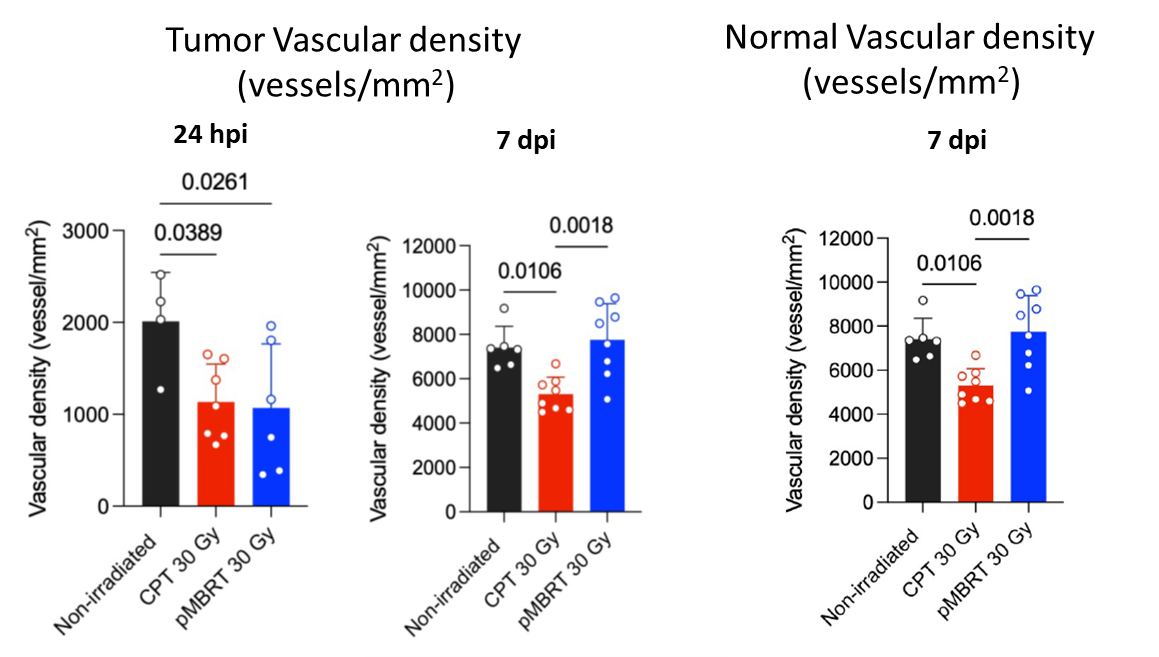 Tumor Vascular density
(vessels/mm²)
Normal Vascular density
(vessels/mm²)
24 hpi
7 dpi
7 dpi
0.0261
0.0389
Vascular density (vessel/mm²)
3000
2000
1000
0
Non-irradiated
CPT 30 Gy
pMBRT 30 Gy
0.0018
0.0106
Vascular density (vessel/mm²)
12000
10000
8000
6000
4000
2000
0
Non-irradiated
CPT 30 Gy
pMBRT 30 Gy
0.0018
0.0106
Vascular density (vessel/mm²)
12000
10000
8000
6000
4000
2000
0
Non-irradiated
CPT 30 Gy
pMBRT 30 Gy